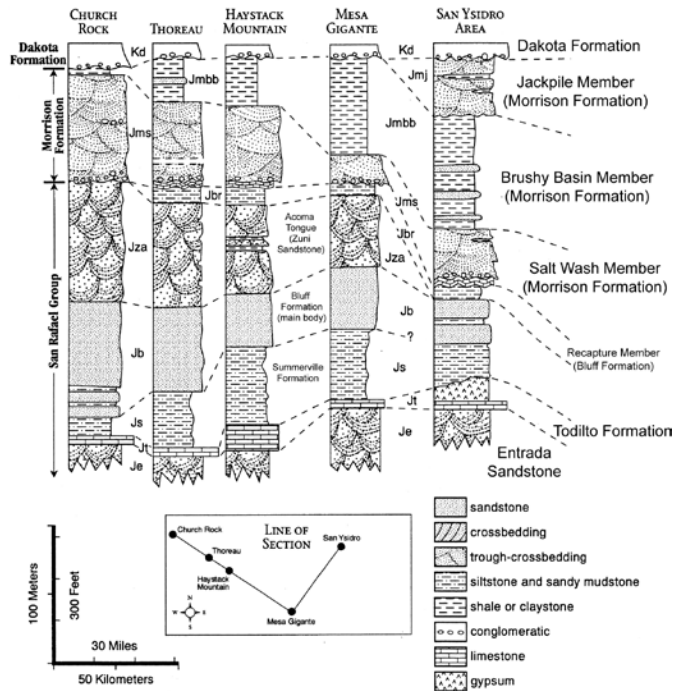 CHURCH ROCK
THOREAU
HAYSTACK MOUNTAIN
MESA GIGANTE
SAN YSIDRO AREA
Dakota Formation
Morrison Formation
San Rafael Group
Kd
Jmbb
Jms
Jbr
Jza
Jb
Js
Jt
Je
Acoma
Tongue
(Zuni
Sandstone)
Bluff
Formation
(main body)
Summerville
Formation
Kd
Jmj
Jmbb
Jms
Jbr
Jza
Jb
?
Js
Jt
Je
Dakota Formation
Jackpile Member
(Morrison Formation)
Brushy Basin Member
(Morrison Formation)
Salt Wash Member
(Morrison Formation)
Recapture Member
(Bluff Formation)
Todilto Formation
Entrada
Sandstone
100 Meters
300 Feet
30 Miles
50 Kilometers
LINE OF
SECTION
Church Rock
Thoreau
Haystack
Mountain
Mesa Gigante
San Ysidro
N
W
E
S
sandstone
crossbedding
trough-crossbedding
siltstone and sandy mudstone
shale or claystone
conglomeratic
limestone
gypsum